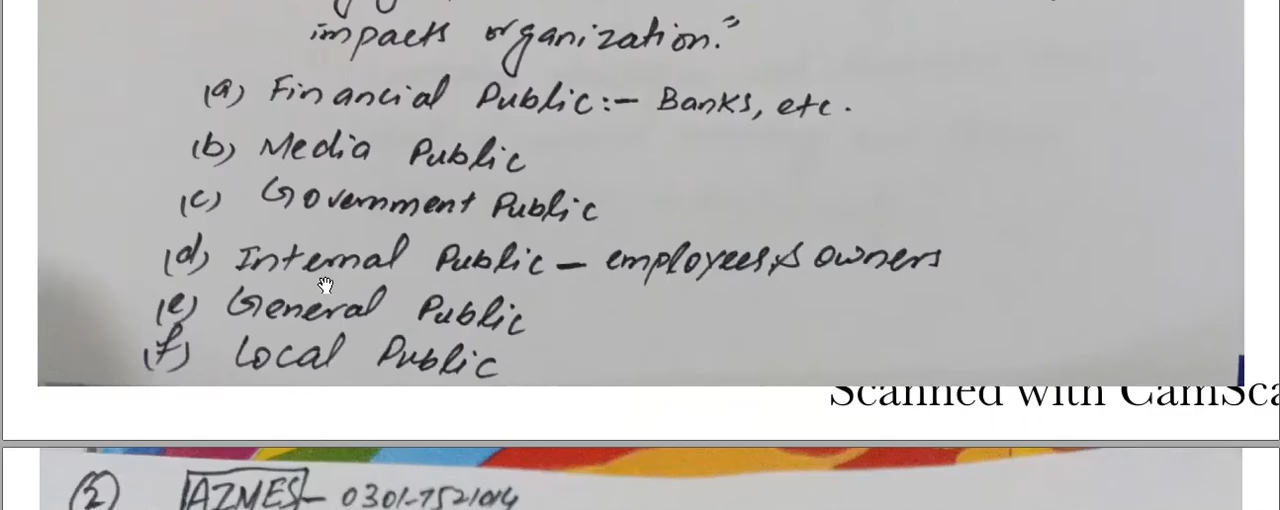 impacts organization."
(a) Financial Public:- Banks, etc.
(b) Media Public
(c) Government Public
(d) Internal Public - employees & owners
(e) General Public
(f) Local Public
Scanned with CamSca
(2) AZMES- 0301-7521014